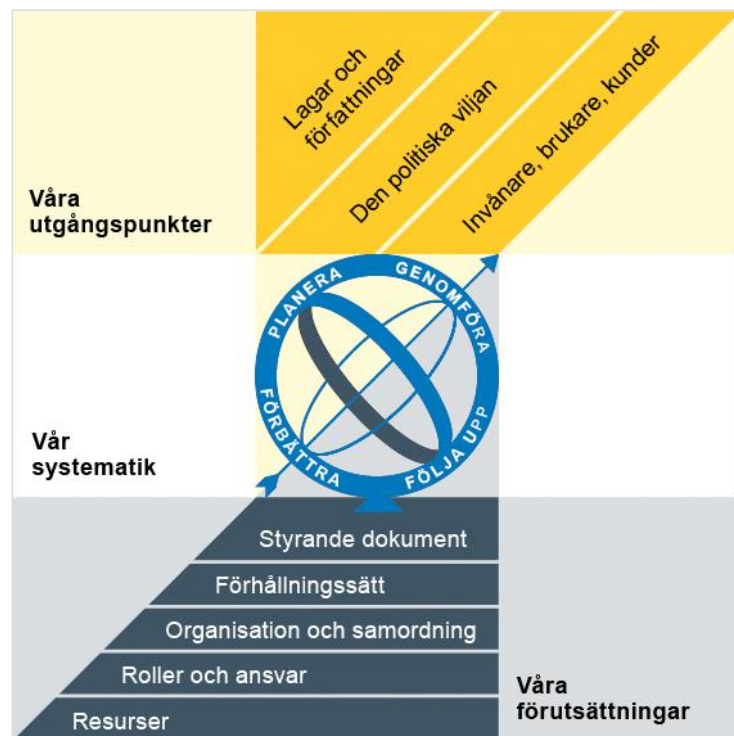 Lagar och
författningar
Den politiska viljan
Invånare, brukare, kunder
Våra
utgångspunkter
PLANERA
GENOMFÖRA
FÖRBÄTTRA
FÖLJA UPP
Vår
systematik
Styrande dokument
Förhållningssätt
Organisation och samordning
Roller och ansvar
Resurser
Våra
förutsättningar